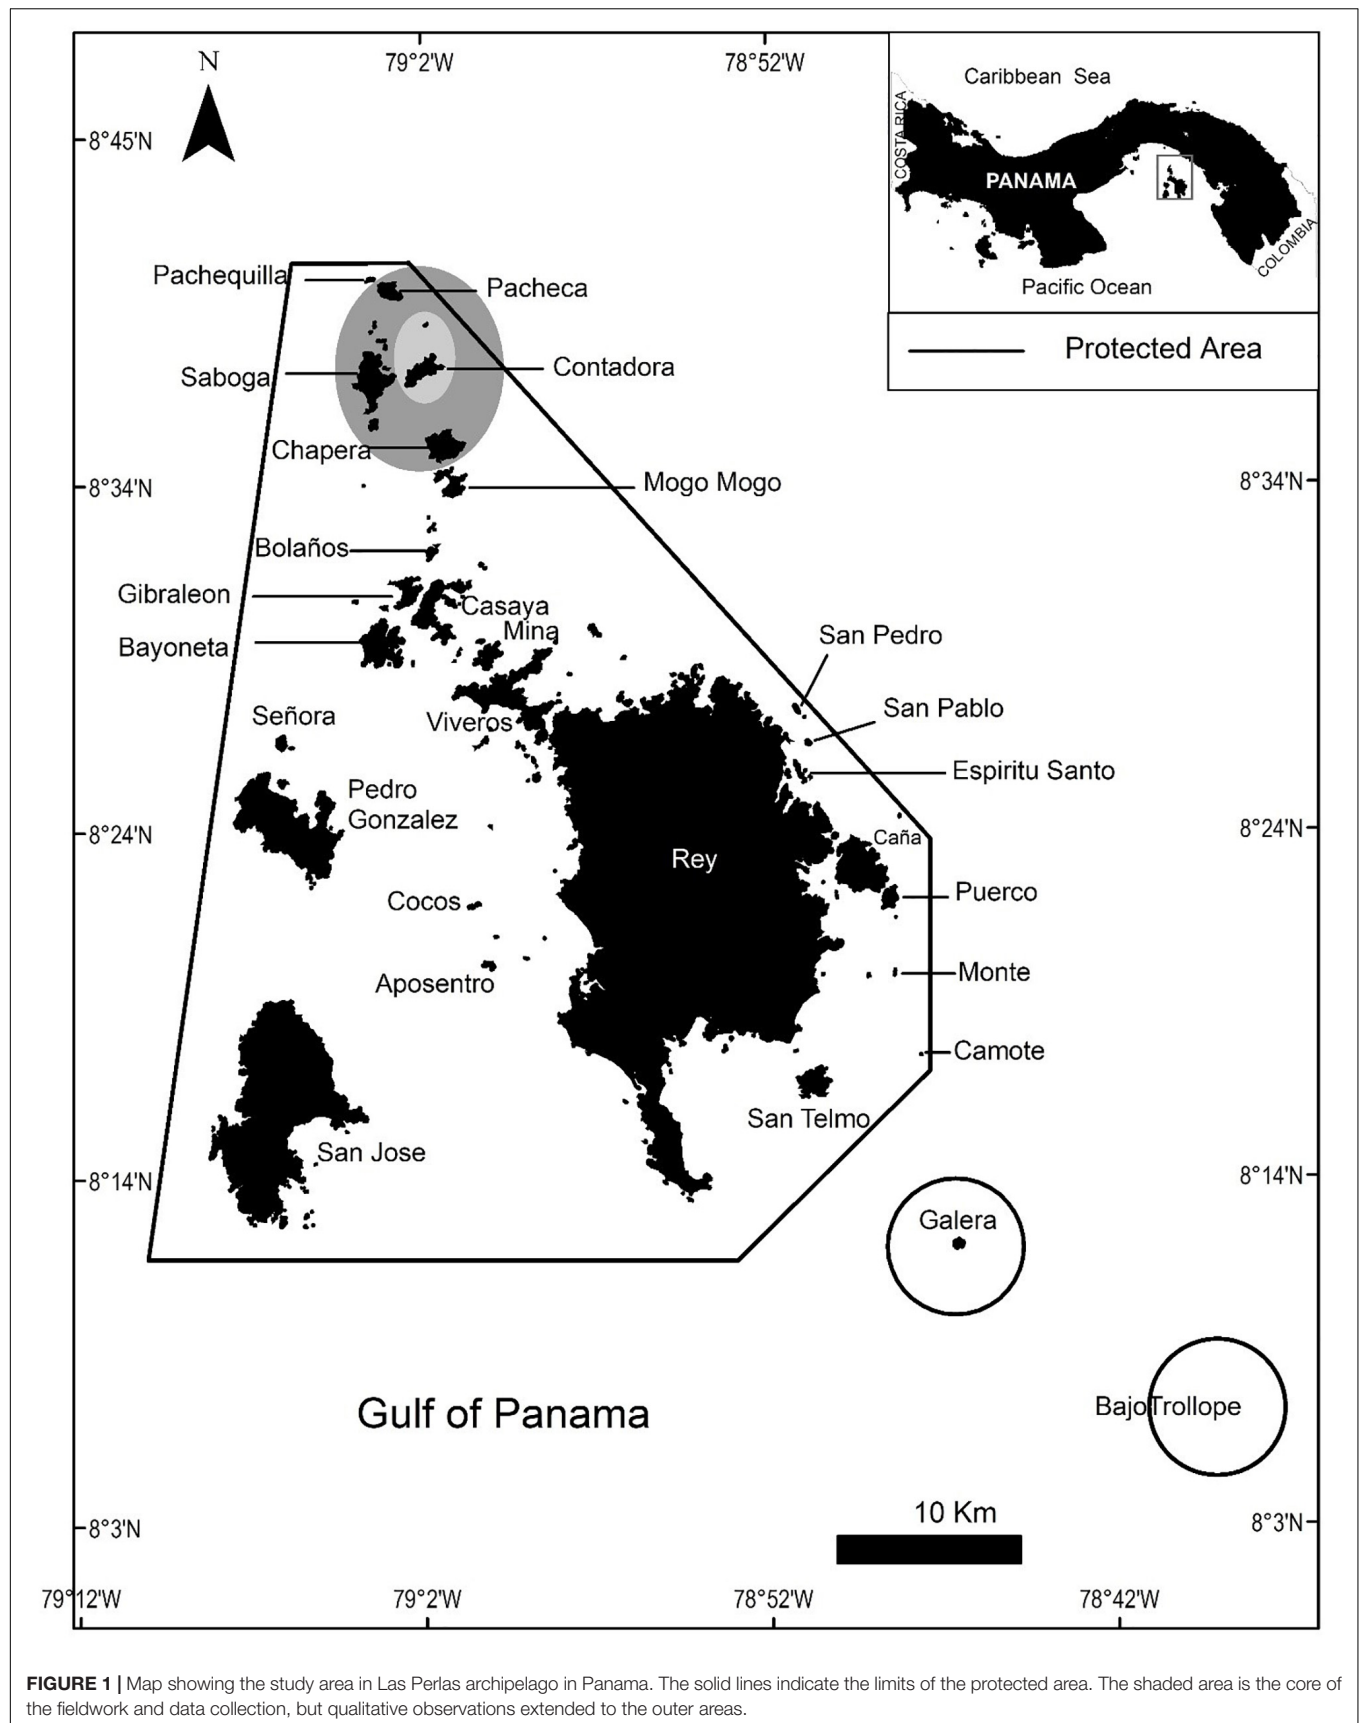 N
79°2'W
78°52'W
Caribbean Sea
COSTA RICA
PANAMA
COLOMBIA
Pacific Ocean
Protected Area
8°45'N
Pachequilla
Pacheca
Saboga
Contadora
Chapera
8°34'N
Mogo Mogo
8°34'N
Bolaños
Gibraleon
Casaya
Mina
Bayoneta
San Pedro
Señora
Viveros
San Pablo
Espiritu Santo
Pedro
Gonzalez
8°24'N
8°24'N
Caña
Rey
Puerco
Cocos
Aposentro
Monte
Camote
San Telmo
San Jose
8°14'N
8°14'N
Galera
Gulf of Panama
BajoTrollope
10 Km
8°3'N
8°3'N
79°12'W
79°2'W
78°52'W
78°42'W
FIGURE 1 | Map showing the study area in Las Perlas archipelago in Panama. The solid lines indicate the limits of the protected area. The shaded area is the core of
the fieldwork and data collection, but qualitative observations extended to the outer areas.